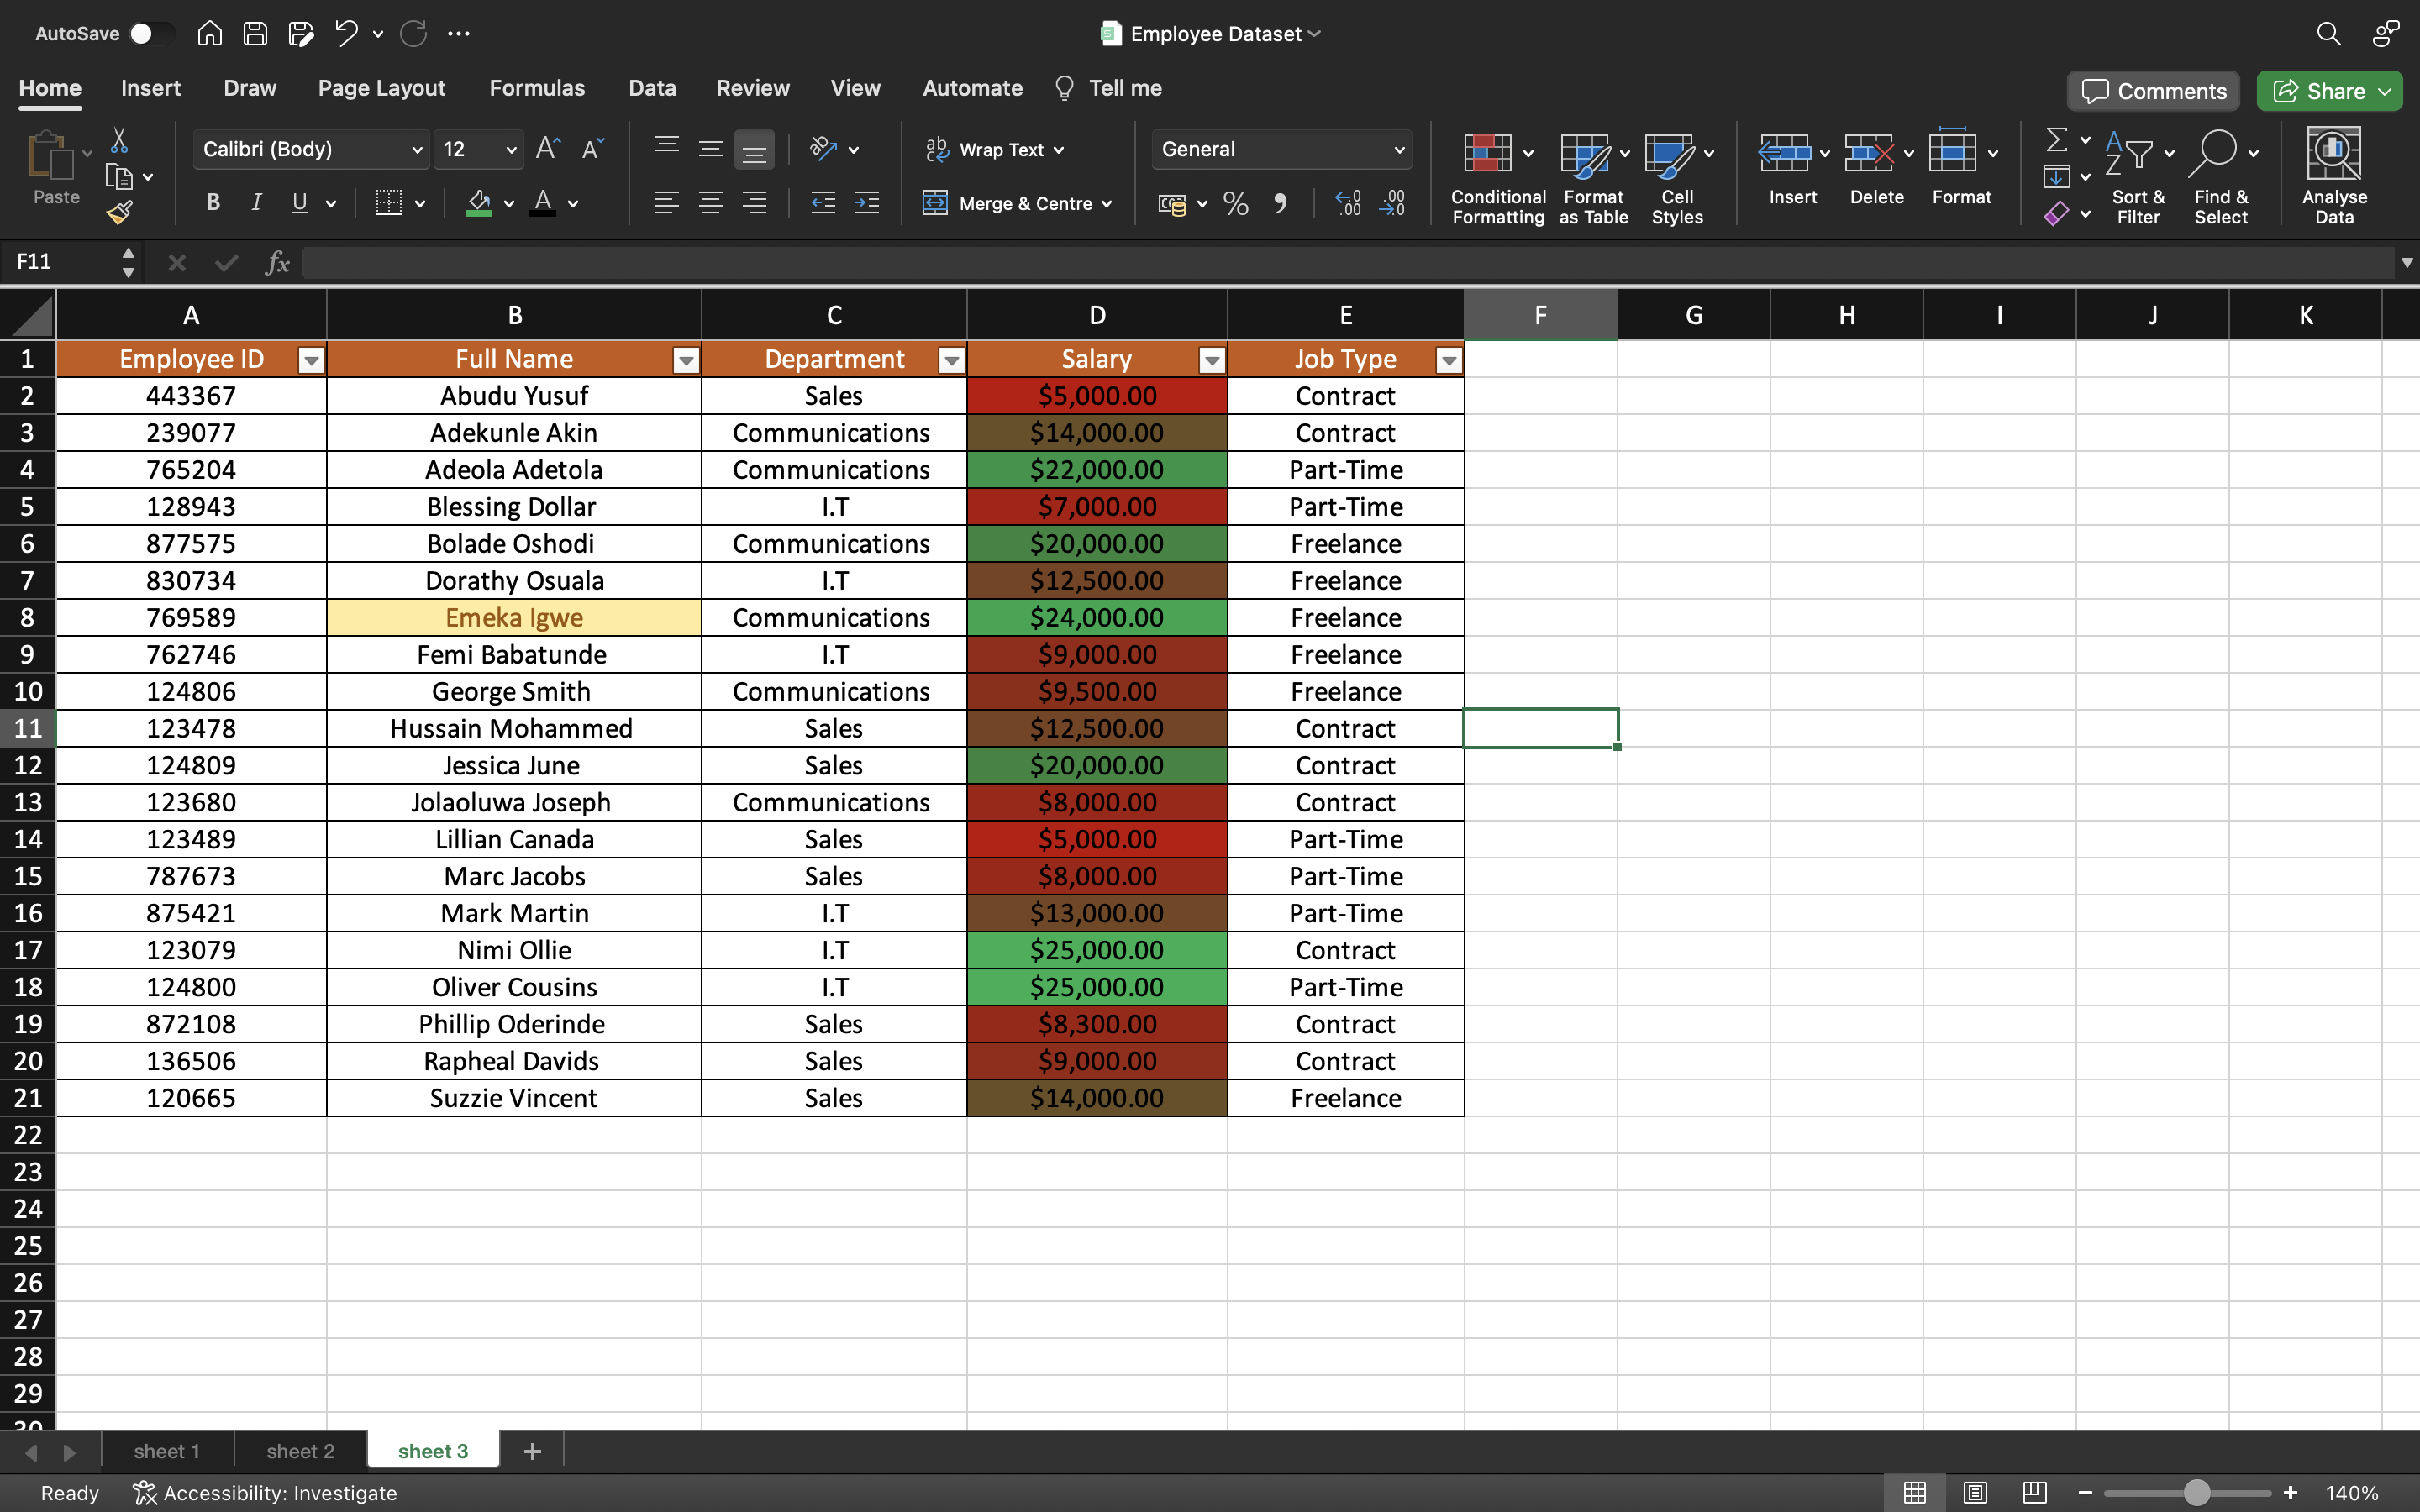 AutoSave
Employee Dataset
Home Insert Draw Page Layout Formulas Data Review View Automate Tell me
Comments Share
Paste
Calibri (Body) 12
B I U A
Wrap Text
Merge & Centre
General
Conditional Formatting
Format as Table
Cell Styles
Insert
Delete
Format
Sort & Filter
Find & Select
Analyse Data
F11 fx
A B C D E F G H I J K
1 Employee ID Full Name Department Salary Job Type
2 443367 Abudu Yusuf Sales $5,000.00 Contract
3 239077 Adekunle Akin Communications $14,000.00 Contract
4 765204 Adeola Adetola Communications $22,000.00 Part-Time
5 128943 Blessing Dollar I.T $7,000.00 Part-Time
6 877575 Bolade Oshodi Communications $20,000.00 Freelance
7 830734 Dorathy Osuala I.T $12,500.00 Freelance
8 769589 Emeka Igwe Communications $24,000.00 Freelance
9 762746 Femi Babatunde I.T $9,000.00 Freelance
10 124806 George Smith Communications $9,500.00 Freelance
11 123478 Hussain Mohammed Sales $12,500.00 Contract
12 124809 Jessica June Sales $20,000.00 Contract
13 123680 Jolaoluwa Joseph Communications $8,000.00 Contract
14 123489 Lillian Canada Sales $5,000.00 Part-Time
15 787673 Marc Jacobs Sales $8,000.00 Part-Time
16 875421 Mark Martin I.T $13,000.00 Part-Time
17 123079 Nimi Ollie I.T $25,000.00 Contract
18 124800 Oliver Cousins I.T $25,000.00 Part-Time
19 872108 Phillip Oderinde Sales $8,300.00 Contract
20 136506 Rapheal Davids Sales $9,000.00 Contract
21 120665 Suzzie Vincent Sales $14,000.00 Freelance
22
23
24
25
26
27
28
29
30
sheet 1 sheet 2 sheet 3 +
Ready Accessibility: Investigate 140%